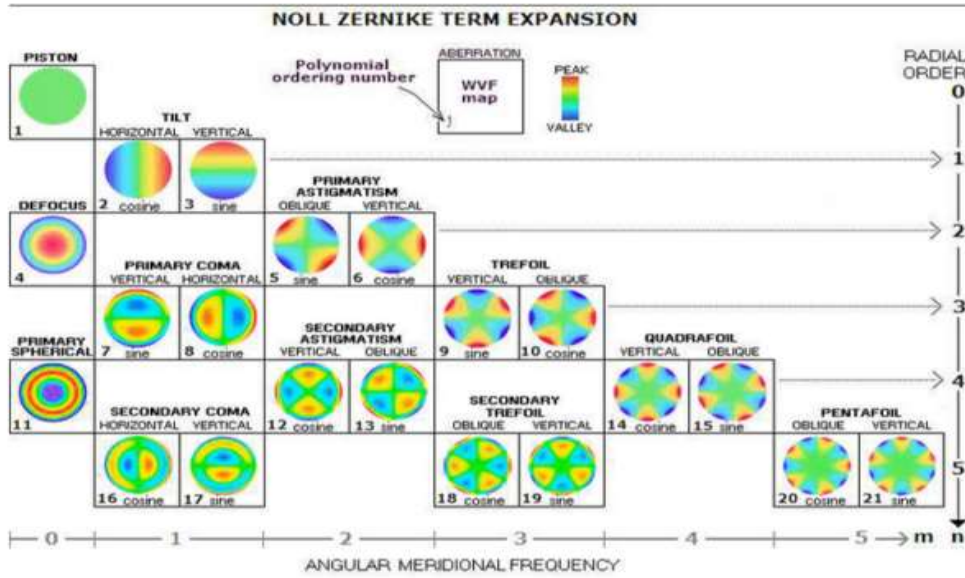 NOLL ZERNIKE TERM EXPANSION
PISTON
1
Polynomial
ordering number
ABERRATION
WVF
map
j
PEAK
VALLEY
RADIAL
ORDER
0
TILT
HORIZONTAL VERTICAL
2 cosine 3 sine
1
DEFOCUS
4
PRIMARY
ASTIGMATISM
OBLIQUE VERTICAL
5 sine 6 cosine
2
PRIMARY COMA
VERTICAL HORIZONTAL
7 sine 8 cosine
TREFOIL
VERTICAL OBLIQUE
9 sine 10 cosine
3
PRIMARY
SPHERICAL
11
SECONDARY
ASTIGMATISM
VERTICAL OBLIQUE
12 cosine 13 sine
QUADRAFOIL
VERTICAL OBLIQUE
14 cosine 15 sine
4
SECONDARY COMA
HORIZONTAL VERTICAL
16 cosine 17 sine
SECONDARY
TREFOIL
OBLIQUE VERTICAL
18 cosine 19 sine
PENTAFOIL
OBLIQUE VERTICAL
20 cosine 21 sine
5
0 1 2 3 4 5 m n
ANGULAR MERIDIONAL FREQUENCY